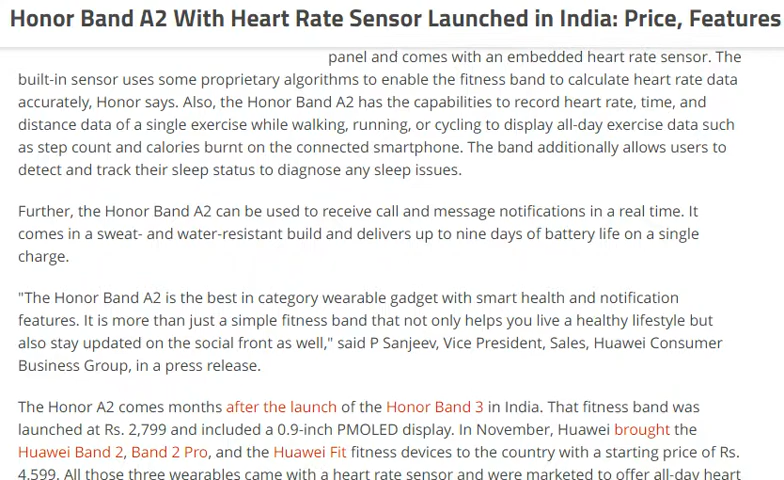 Honor Band A2 With Heart Rate Sensor Launched in India: Price, Features
panel and comes with an embedded heart rate sensor. The
built-in sensor uses some proprietary algorithms to enable the fitness band to calculate heart rate data
accurately, Honor says. Also, the Honor Band A2 has the capabilities to record heart rate, time, and
distance data of a single exercise while walking, running, or cycling to display all-day exercise data such
as step count and calories burnt on the connected smartphone. The band additionally allows users to
detect and track their sleep status to diagnose any sleep issues.
Further, the Honor Band A2 can be used to receive call and message notifications in a real time. It
comes in a sweat- and water-resistant build and delivers up to nine days of battery life on a single
charge.
"The Honor Band A2 is the best in category wearable gadget with smart health and notification
features. It is more than just a simple fitness band that not only helps you live a healthy lifestyle but
also stay updated on the social front as well," said P Sanjeev, Vice President, Sales, Huawei Consumer
Business Group, in a press release.
The Honor A2 comes months after the launch of the Honor Band 3 in India. That fitness band was
launched at Rs. 2,799 and included a 0.9-inch PMOLED display. In November, Huawei brought the
Huawei Band 2, Band 2 Pro, and the Huawei Fit fitness devices to the country with a starting price of Rs.
4,599. All those three wearables came with a heart rate sensor and were marketed to offer all-day heart